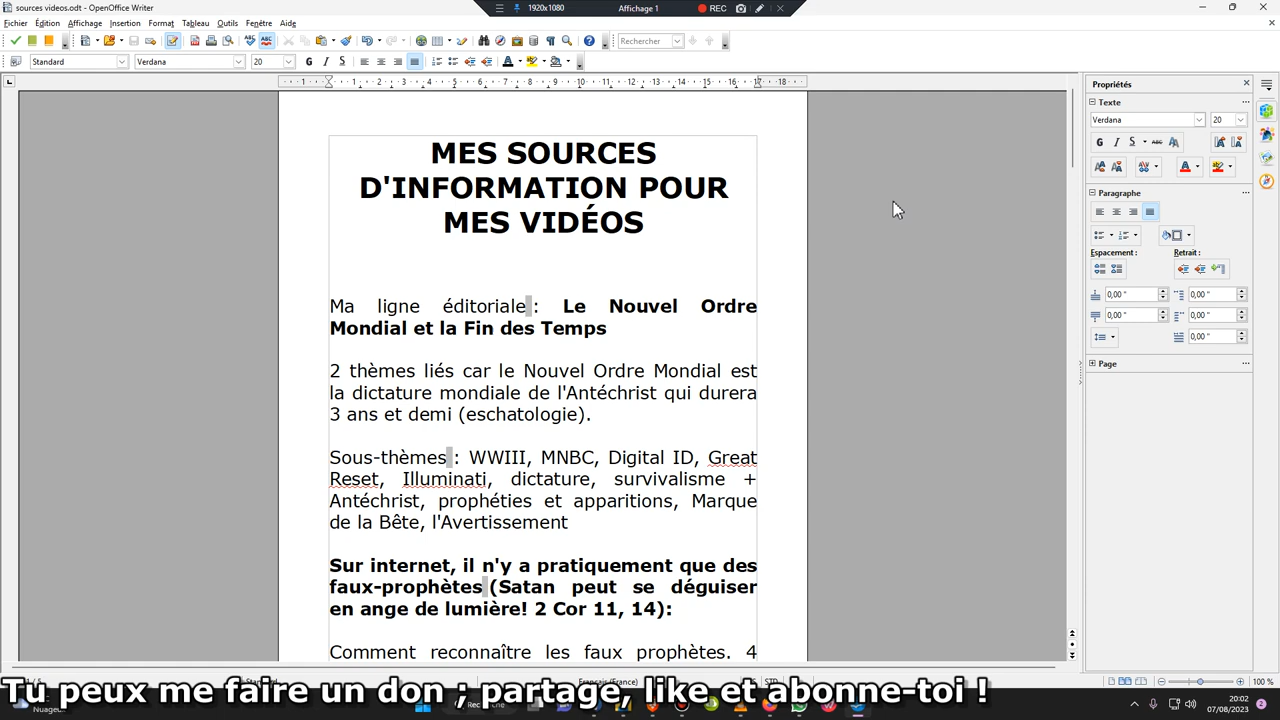 sources videos.odt - OpenOffice Writer
1920x1080
Affichage 1
REC
Fichier Édition Affichage Insertion Format Tableau Outils Fenêtre Aide
Rechercher
Standard
Verdana
20
Propriétés
Texte
Verdana
20
Paragraphe
Espacement :
Retrait :
0,00 "
0,00 "
0,00 "
0,00 "
0,00 "
Page
MES SOURCES
D'INFORMATION POUR
MES VIDÉOS
Ma ligne éditoriale : Le Nouvel Ordre
Mondial et la Fin des Temps
2 thèmes liés car le Nouvel Ordre Mondial est
la dictature mondiale de l'Antéchrist qui durera
3 ans et demi (eschatologie).
Sous-thèmes : WWIII, MNBC, Digital ID, Great
Reset, Illuminati, dictature, survivalisme +
Antéchrist, prophéties et apparitions, Marque
de la Bête, l'Avertissement
Sur internet, il n'y a pratiquement que des
faux-prophètes (Satan peut se déguiser
en ange de lumière! 2 Cor 11, 14):
Comment reconnaître les faux prophètes. 4
100 %
Tu peux me faire un don ; partage, like et abonne-toi !
Nuageux
20:02
07/08/2023